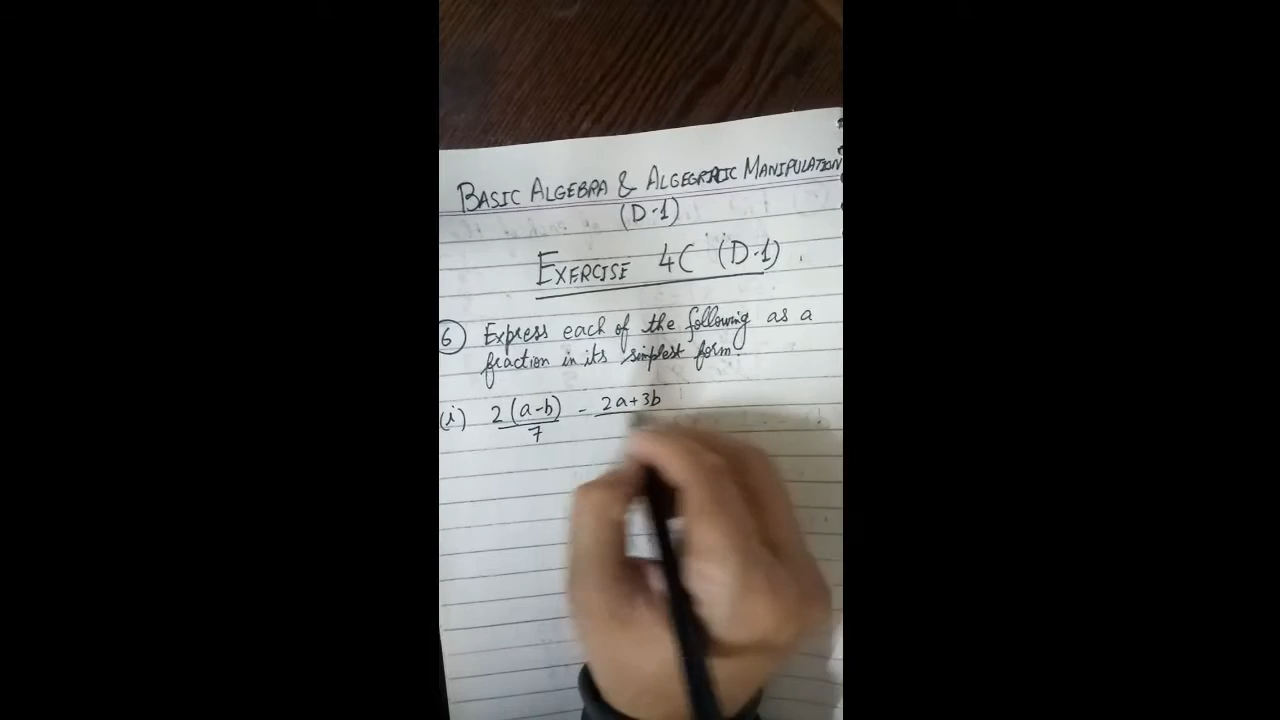 BASIC ALGEBRA & ALGEGRIC MANIPULATION
(D-1)
EXERCISE 4C (D-1)
6 Express each of the following as a
fraction in its simplest form.
(i) 2(a-b) - 2a+3b
7